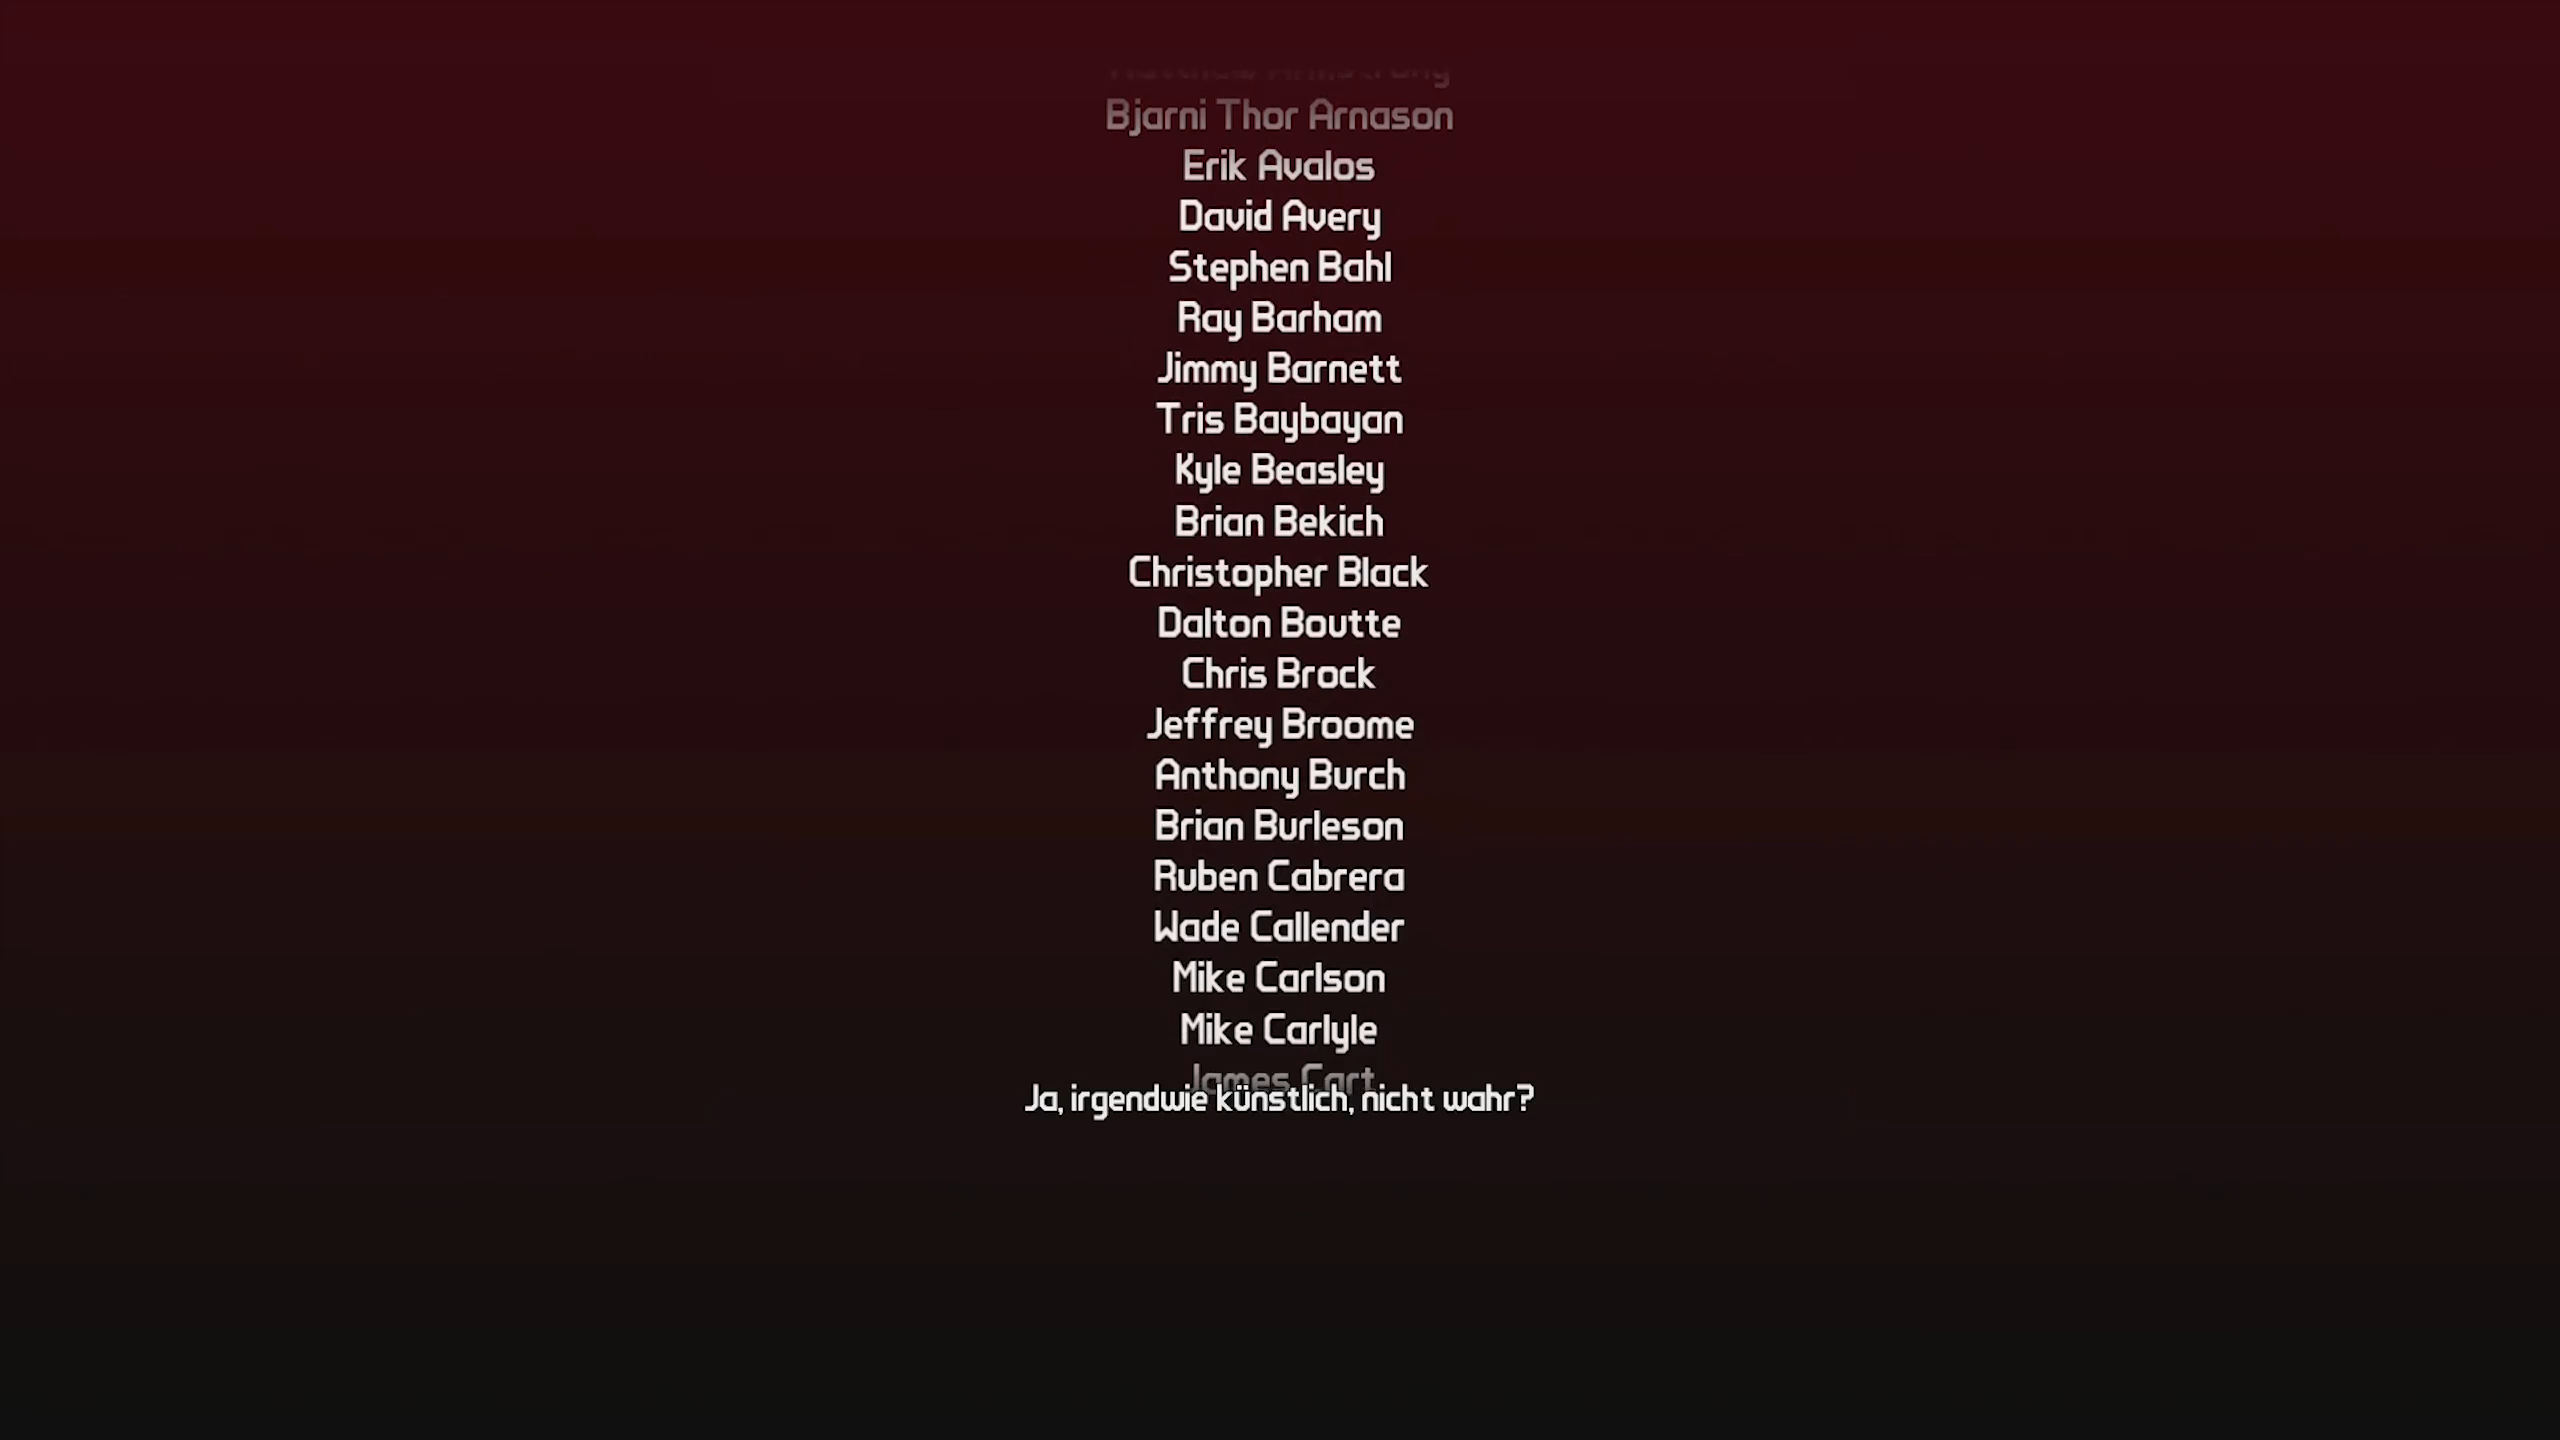 Bjarni Thor Arnason
Erik Avalos
David Avery
Stephen Bahl
Ray Barham
Jimmy Barnett
Tris Baybayan
Kyle Beasley
Brian Bekich
Christopher Black
Dalton Boutte
Chris Brock
Jeffrey Broome
Anthony Burch
Brian Burleson
Ruben Cabrera
Wade Callender
Mike Carlson
Mike Carlyle
James Cart
Ja, irgendwie künstlich, nicht wahr?